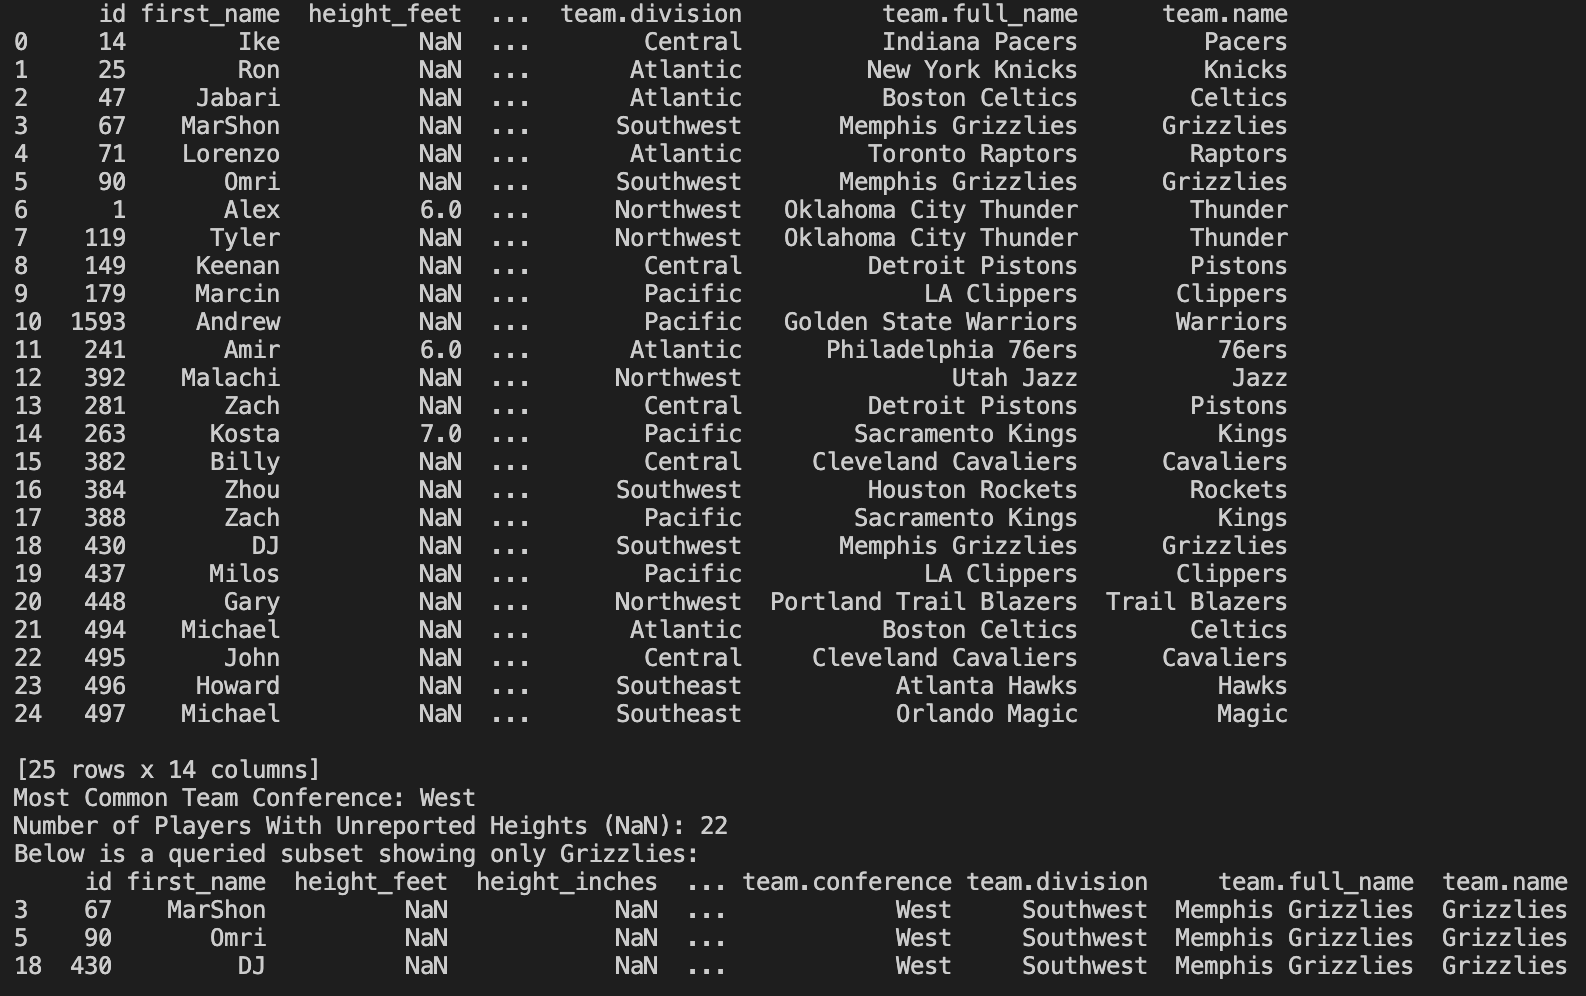 id first_name height_feet ... team.division team.full_name team.name
0 14 Ike NaN ... Central Indiana Pacers Pacers
1 25 Ron NaN ... Atlantic New York Knicks Knicks
2 47 Jabari NaN ... Atlantic Boston Celtics Celtics
3 67 MarShon NaN ... Southwest Memphis Grizzlies Grizzlies
4 71 Lorenzo NaN ... Atlantic Toronto Raptors Raptors
5 90 Omri NaN ... Southwest Memphis Grizzlies Grizzlies
6 1 Alex 6.0 ... Northwest Oklahoma City Thunder Thunder
7 119 Tyler NaN ... Northwest Oklahoma City Thunder Thunder
8 149 Keenan NaN ... Central Detroit Pistons Pistons
9 179 Marcin NaN ... Pacific LA Clippers Clippers
10 1593 Andrew NaN ... Pacific Golden State Warriors Warriors
11 241 Amir 6.0 ... Atlantic Philadelphia 76ers 76ers
12 392 Malachi NaN ... Northwest Utah Jazz Jazz
13 281 Zach NaN ... Central Detroit Pistons Pistons
14 263 Kosta 7.0 ... Pacific Sacramento Kings Kings
15 382 Billy NaN ... Central Cleveland Cavaliers Cavaliers
16 384 Zhou NaN ... Southwest Houston Rockets Rockets
17 388 Zach NaN ... Pacific Sacramento Kings Kings
18 430 DJ NaN ... Southwest Memphis Grizzlies Grizzlies
19 437 Milos NaN ... Pacific LA Clippers Clippers
20 448 Gary NaN ... Northwest Portland Trail Blazers Trail Blazers
21 494 Michael NaN ... Atlantic Boston Celtics Celtics
22 495 John NaN ... Central Cleveland Cavaliers Cavaliers
23 496 Howard NaN ... Southeast Atlanta Hawks Hawks
24 497 Michael NaN ... Southeast Orlando Magic Magic
[25 rows x 14 columns]
Most Common Team Conference: West
Number of Players With Unreported Heights (NaN): 22
Below is a queried subset showing only Grizzlies:
id first_name height_feet height_inches ... team.conference team.division team.full_name team.name
3 67 MarShon NaN NaN ... West Southwest Memphis Grizzlies Grizzlies
5 90 Omri NaN NaN ... West Southwest Memphis Grizzlies Grizzlies
18 430 DJ NaN NaN ... West Southwest Memphis Grizzlies Grizzlies